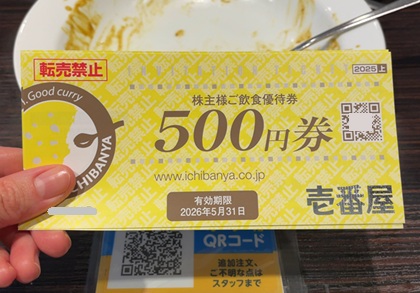 転売禁止
2025上
株主様ご飲食優待券
500円券
www.ichibanya.co.jp
有効期限
2026年5月31日
壱番屋
Good curry
ICHIBANYA
QRコード
追加注文、
ご不明な点は
スタッフまで